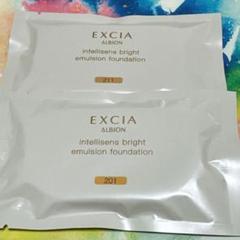 EXCIA
ALBION
intellisens bright
emulsion foundation
211
EXCIA
ALBION
intellisens bright
emulsion foundation
201